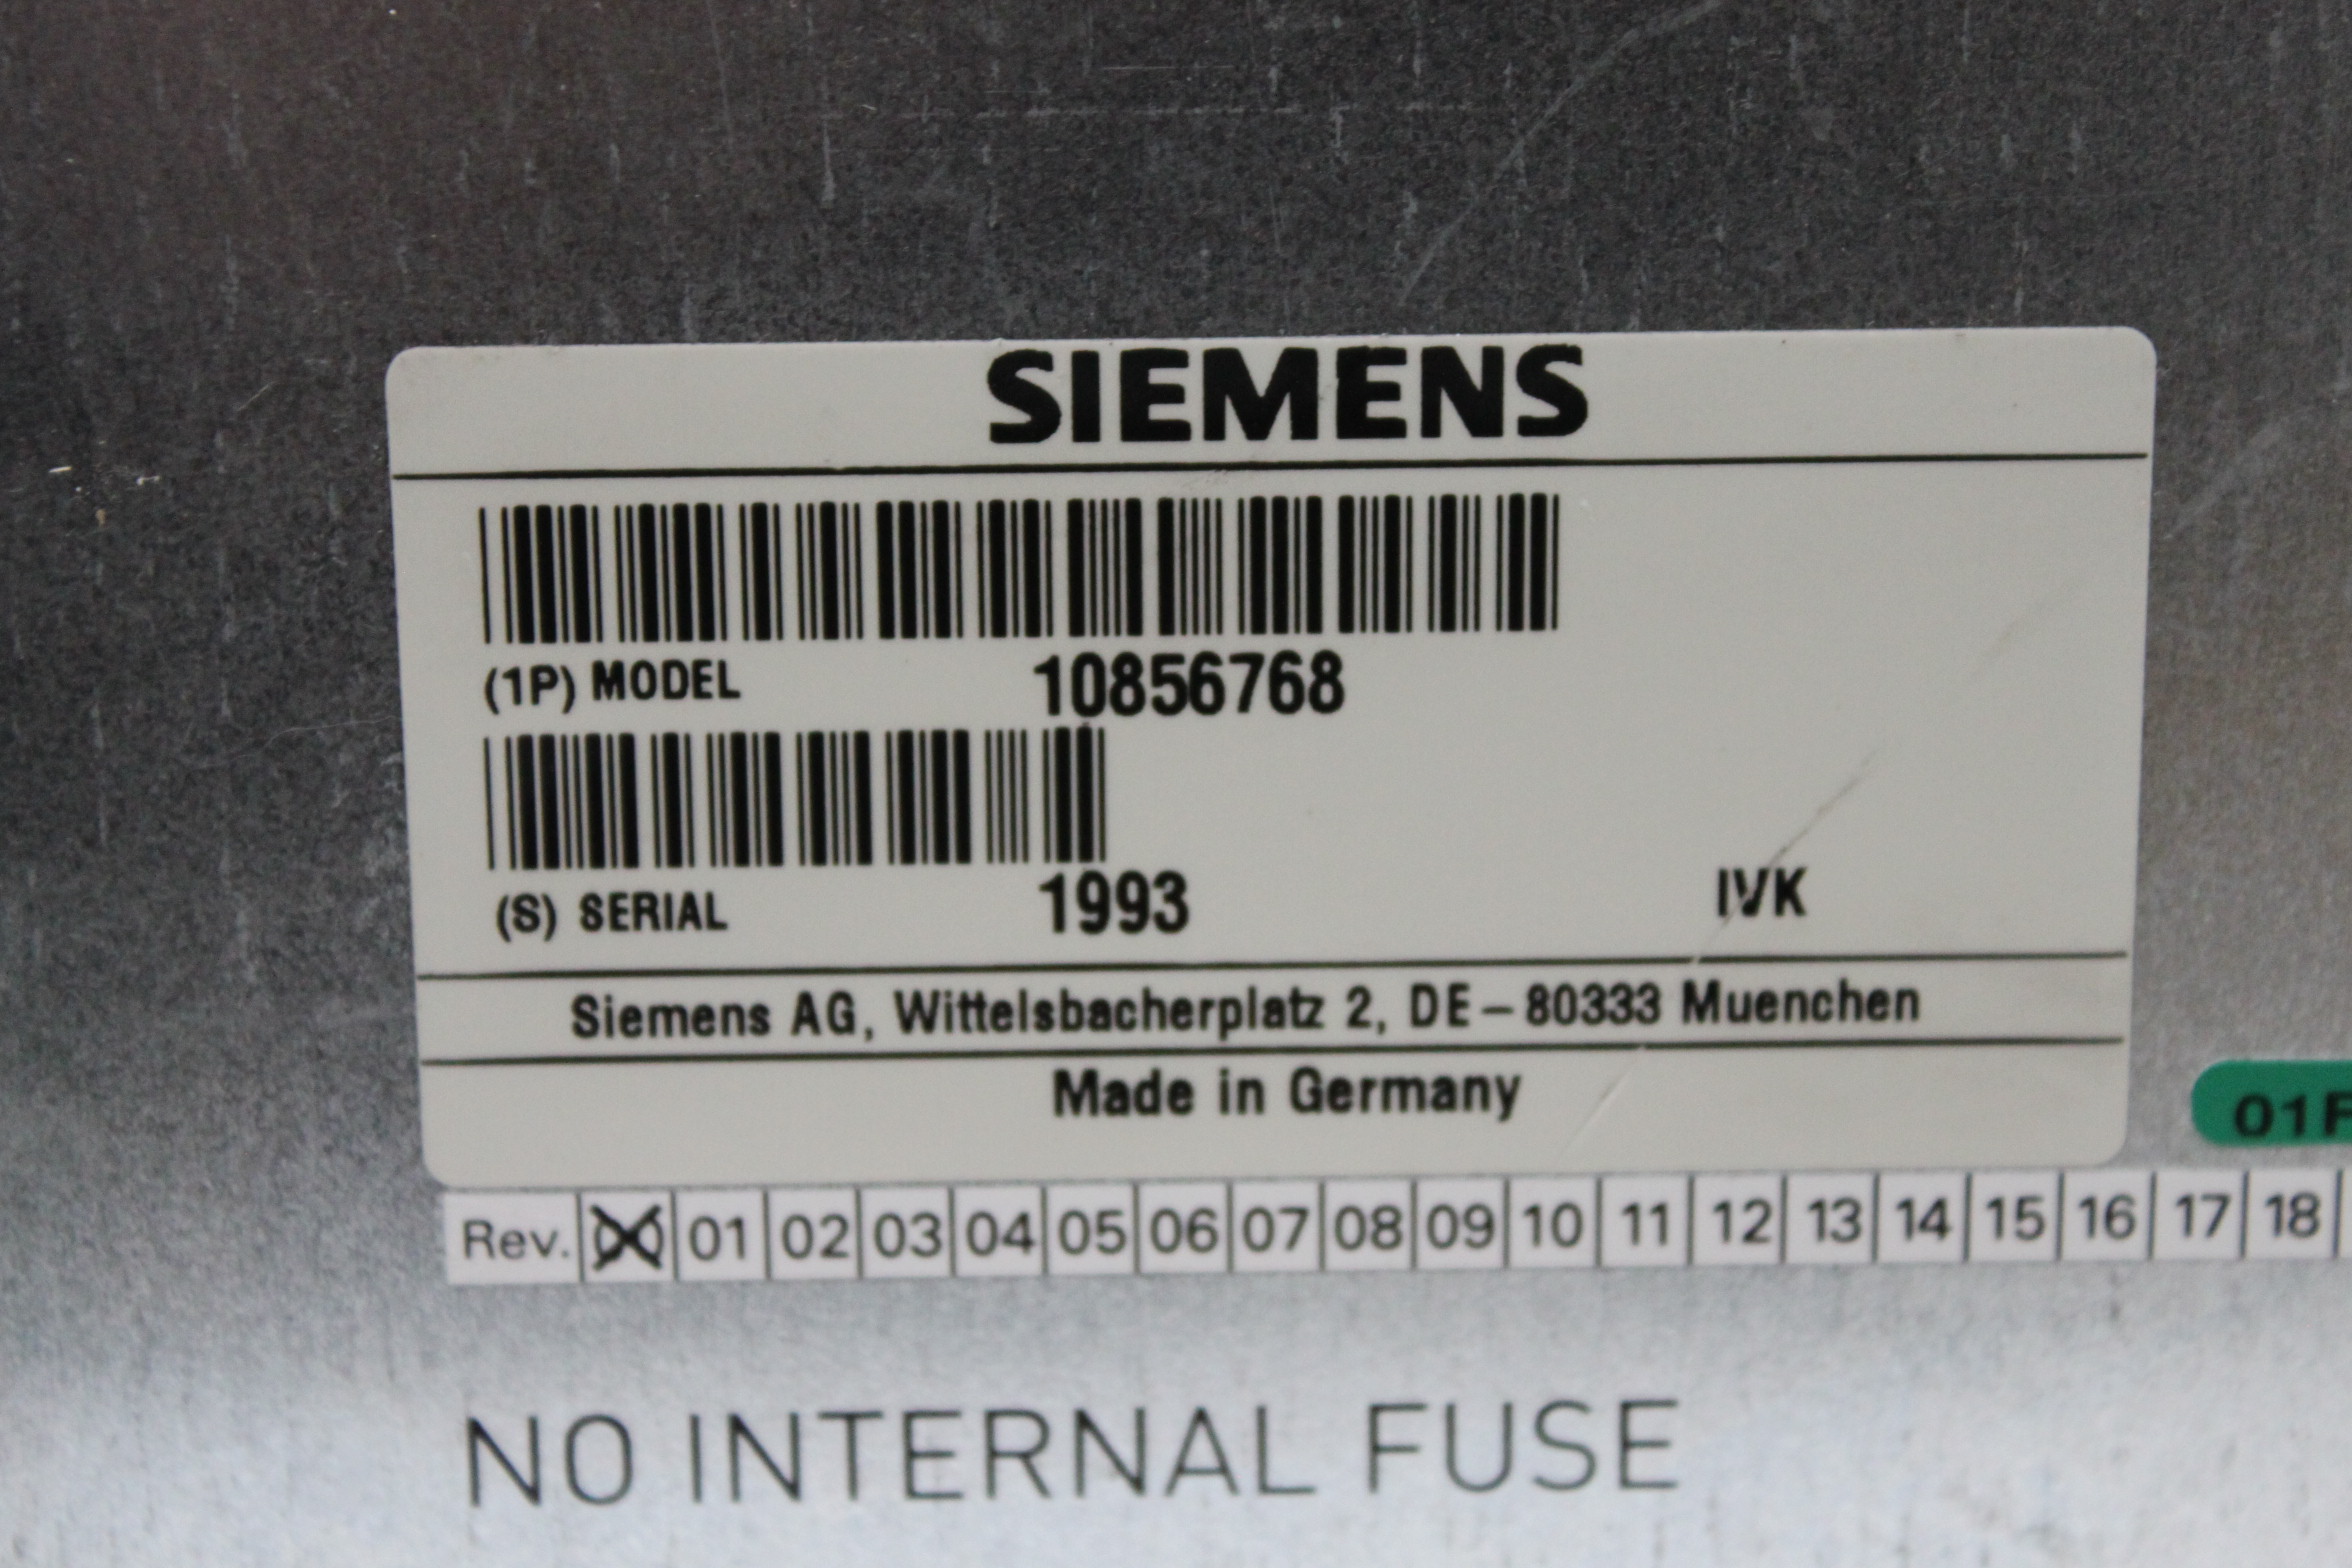 SIEMENS
(1P) MODEL 10856768
(S) SERIAL 1993 IVK
Siemens AG, Wittelsbacherplatz 2, DE-80333 Muenchen
Made in Germany
01F
Rev. 00 01 02 03 04 05 06 07 08 09 10 11 12 13 14 15 16 17 18
NO INTERNAL FUSE